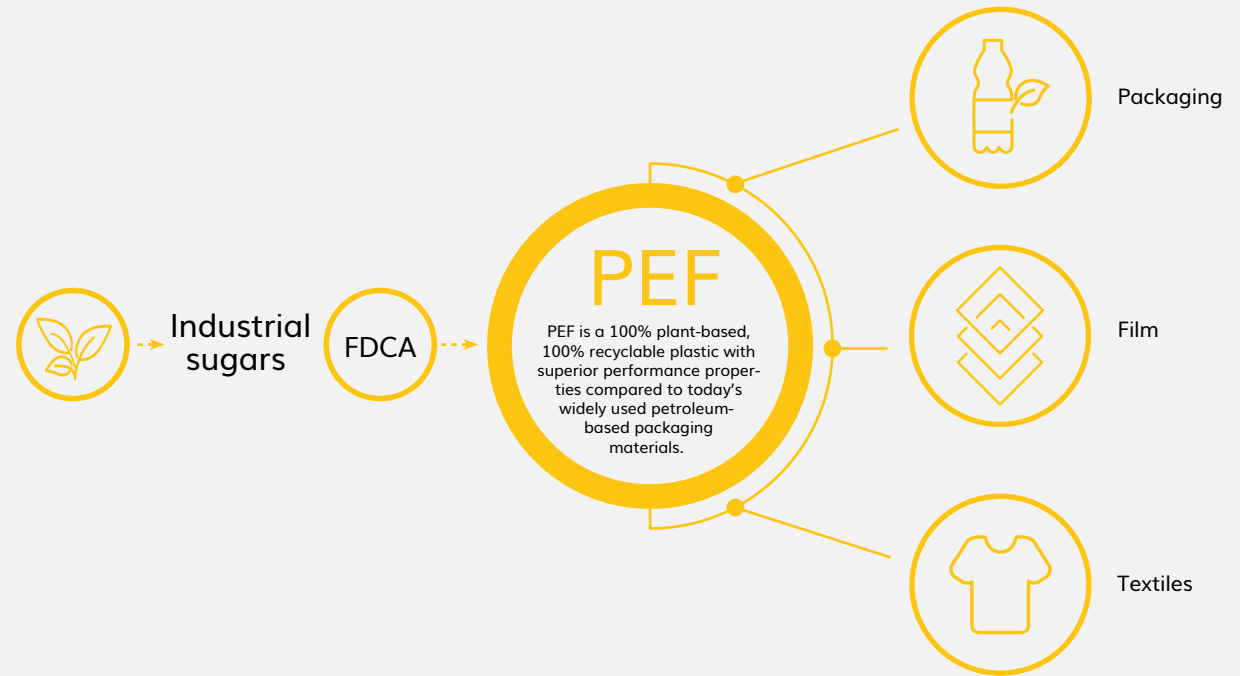 Industrial
sugars
FDCA
PEF
PEF is a 100% plant-based,
100% recyclable plastic with
superior performance proper-
ties compared to today's
widely used petroleum-
based packaging
materials.
Packaging
Film
Textiles